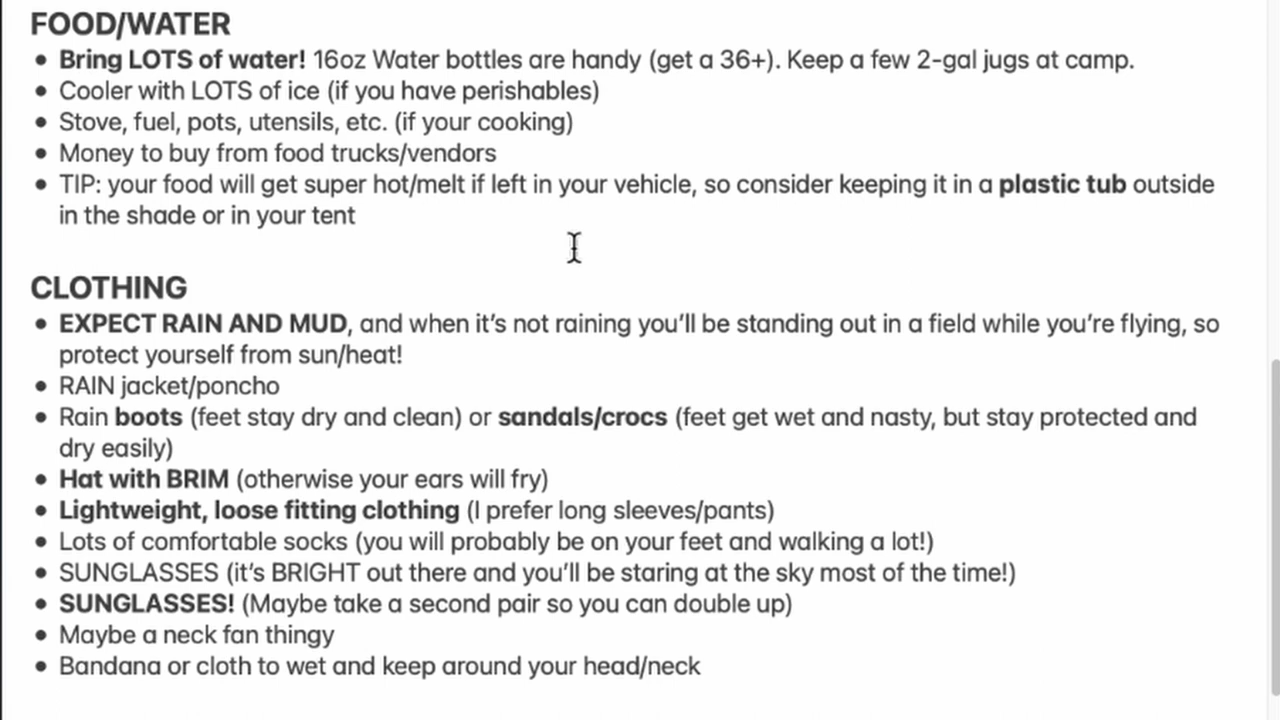 FOOD/WATER
• Bring LOTS of water! 16oz Water bottles are handy (get a 36+). Keep a few 2-gal jugs at camp.
• Cooler with LOTS of ice (if you have perishables)
• Stove, fuel, pots, utensils, etc. (if your cooking)
• Money to buy from food trucks/vendors
• TIP: your food will get super hot/melt if left in your vehicle, so consider keeping it in a plastic tub outside
in the shade or in your tent
CLOTHING
• EXPECT RAIN AND MUD, and when it’s not raining you’ll be standing out in a field while you’re flying, so
protect yourself from sun/heat!
• RAIN jacket/poncho
• Rain boots (feet stay dry and clean) or sandals/crocs (feet get wet and nasty, but stay protected and
dry easily)
• Hat with BRIM (otherwise your ears will fry)
• Lightweight, loose fitting clothing (I prefer long sleeves/pants)
• Lots of comfortable socks (you will probably be on your feet and walking a lot!)
• SUNGLASSES (it’s BRIGHT out there and you’ll be staring at the sky most of the time!)
• SUNGLASSES! (Maybe take a second pair so you can double up)
• Maybe a neck fan thingy
• Bandana or cloth to wet and keep around your head/neck